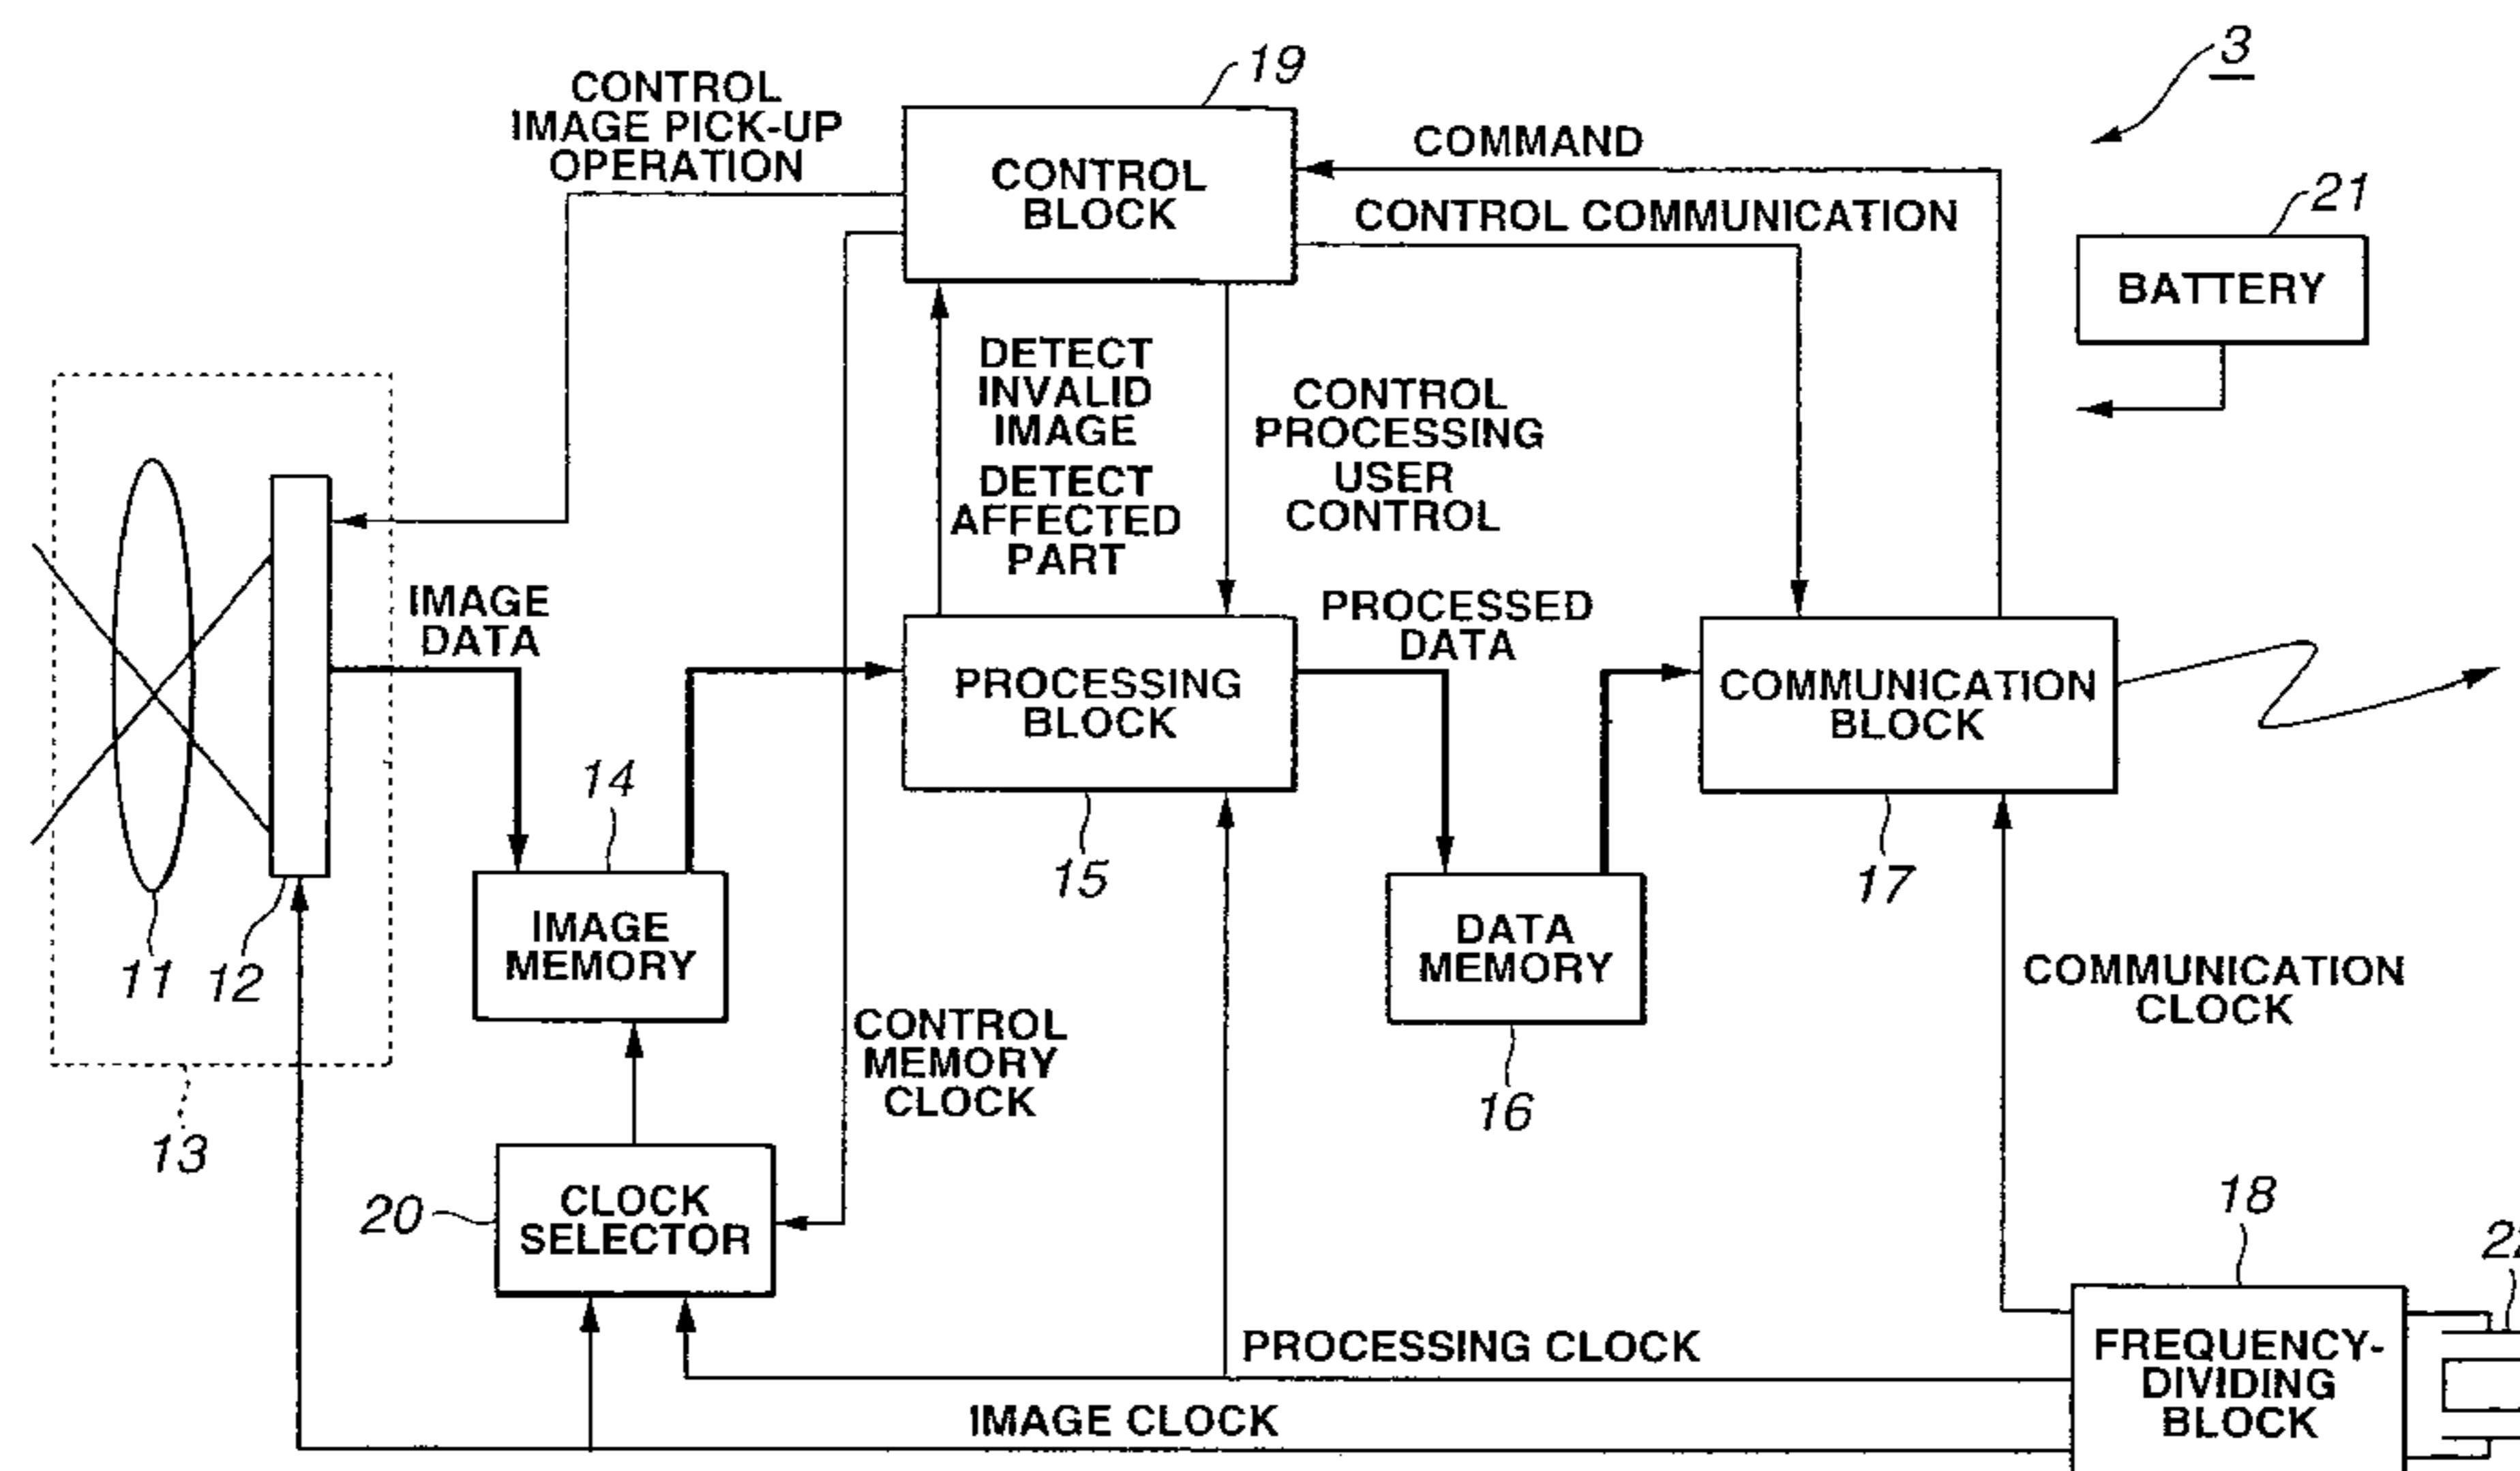 3
19
CONTROL
IMAGE PICK-UP
OPERATION
CONTROL
BLOCK
COMMAND
CONTROL COMMUNICATION
21
BATTERY
DETECT
INVALID
IMAGE
DETECT
AFFECTED
PART
CONTROL
PROCESSING
USER
CONTROL
IMAGE
DATA
PROCESSED
DATA
PROCESSING
BLOCK
COMMUNICATION
BLOCK
14
15
17
IMAGE
MEMORY
DATA
MEMORY
11
12
COMMUNICATION
CLOCK
CONTROL
MEMORY
CLOCK
16
13
20
CLOCK
SELECTOR
18
PROCESSING CLOCK
FREQUENCY-
DIVIDING
BLOCK
IMAGE CLOCK